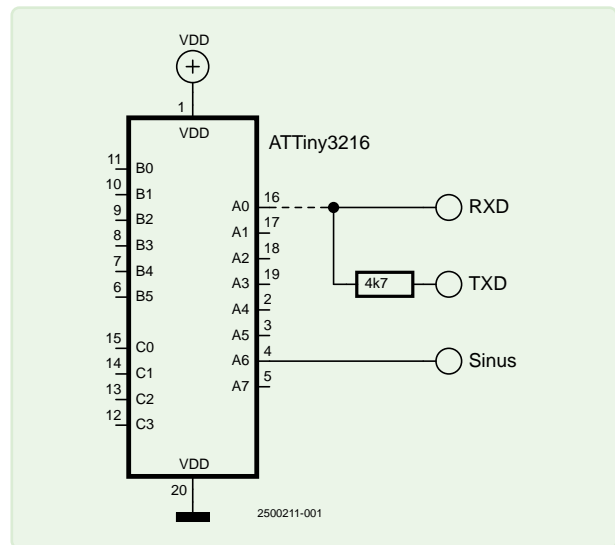 VDD
1
VDD
ATTiny3216
11 B0
10 B1
9 B2
8 B3
7 B4
6 B5
15 C0
14 C1
13 C2
12 C3
A0 16
A1 17
A2 18
A3 19
A4 2
A5 3
A6 4
A7 5
RXD
4k7
TXD
Sinus
VDD
20
2500211-001